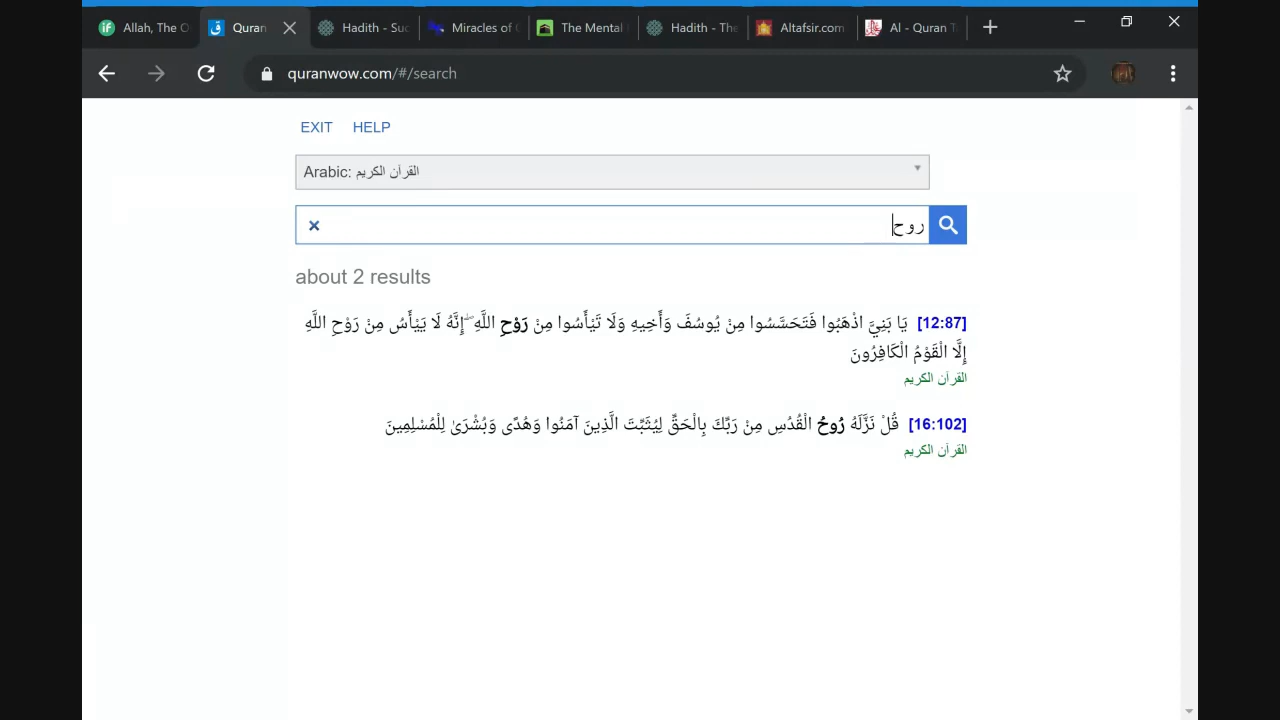 Allah, The O
Quran
Hadith - Suc
Miracles of
The Mental
Hadith - The
Altafsir.com
Al - Quran T
quranwow.com/#/search
EXIT HELP
Arabic: القرآن الكريم
روح
about 2 results
[12:87] يَا بَنِيَّ اذْهَبُوا فَتَحَسَّسُوا مِنْ يُوسُفَ وَأَخِيهِ وَلَا تَيْأَسُوا مِنْ رَوْحِ اللَّهِ ۖ إِنَّهُ لَا يَيْأَسُ مِنْ رَوْحِ اللَّهِ
إِلَّا الْقَوْمُ الْكَافِرُونَ
القرآن الكريم
[16:102] قُلْ نَزَّلَهُ رُوحُ الْقُدُسِ مِنْ رَبِّكَ بِالْحَقِّ لِيُثَبِّتَ الَّذِينَ آمَنُوا وَهُدًى وَبُشْرَىٰ لِلْمُسْلِمِينَ
القرآن الكريم